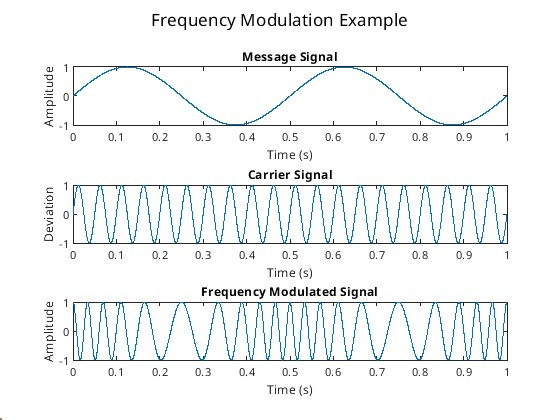 Frequency Modulation Example
Message Signal
Amplitude
1
0
-1
0 0.1 0.2 0.3 0.4 0.5 0.6 0.7 0.8 0.9 1
Time (s)
Carrier Signal
Deviation
1
0
-1
0 0.1 0.2 0.3 0.4 0.5 0.6 0.7 0.8 0.9 1
Time (s)
Frequency Modulated Signal
Amplitude
1
0
-1
0 0.1 0.2 0.3 0.4 0.5 0.6 0.7 0.8 0.9 1
Time (s)